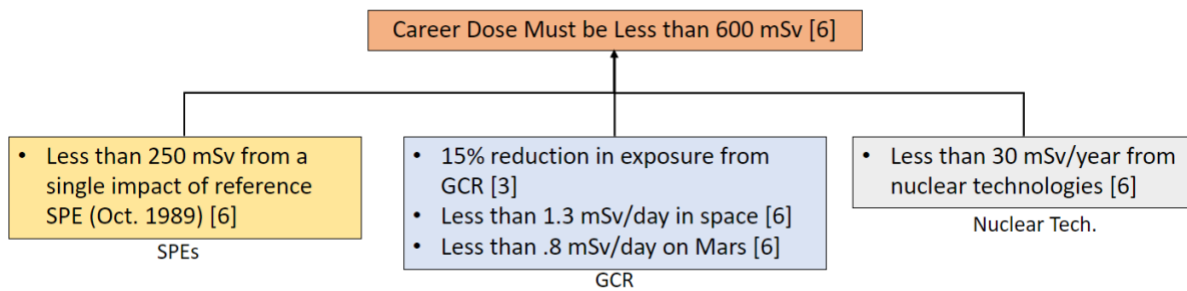 Career Dose Must be Less than 600 mSv [6]
• Less than 250 mSv from a
single impact of reference
SPE (Oct. 1989) [6]
SPEs
• 15% reduction in exposure from
GCR [3]
• Less than 1.3 mSv/day in space [6]
• Less than .8 mSv/day on Mars [6]
GCR
• Less than 30 mSv/year from
nuclear technologies [6]
Nuclear Tech.